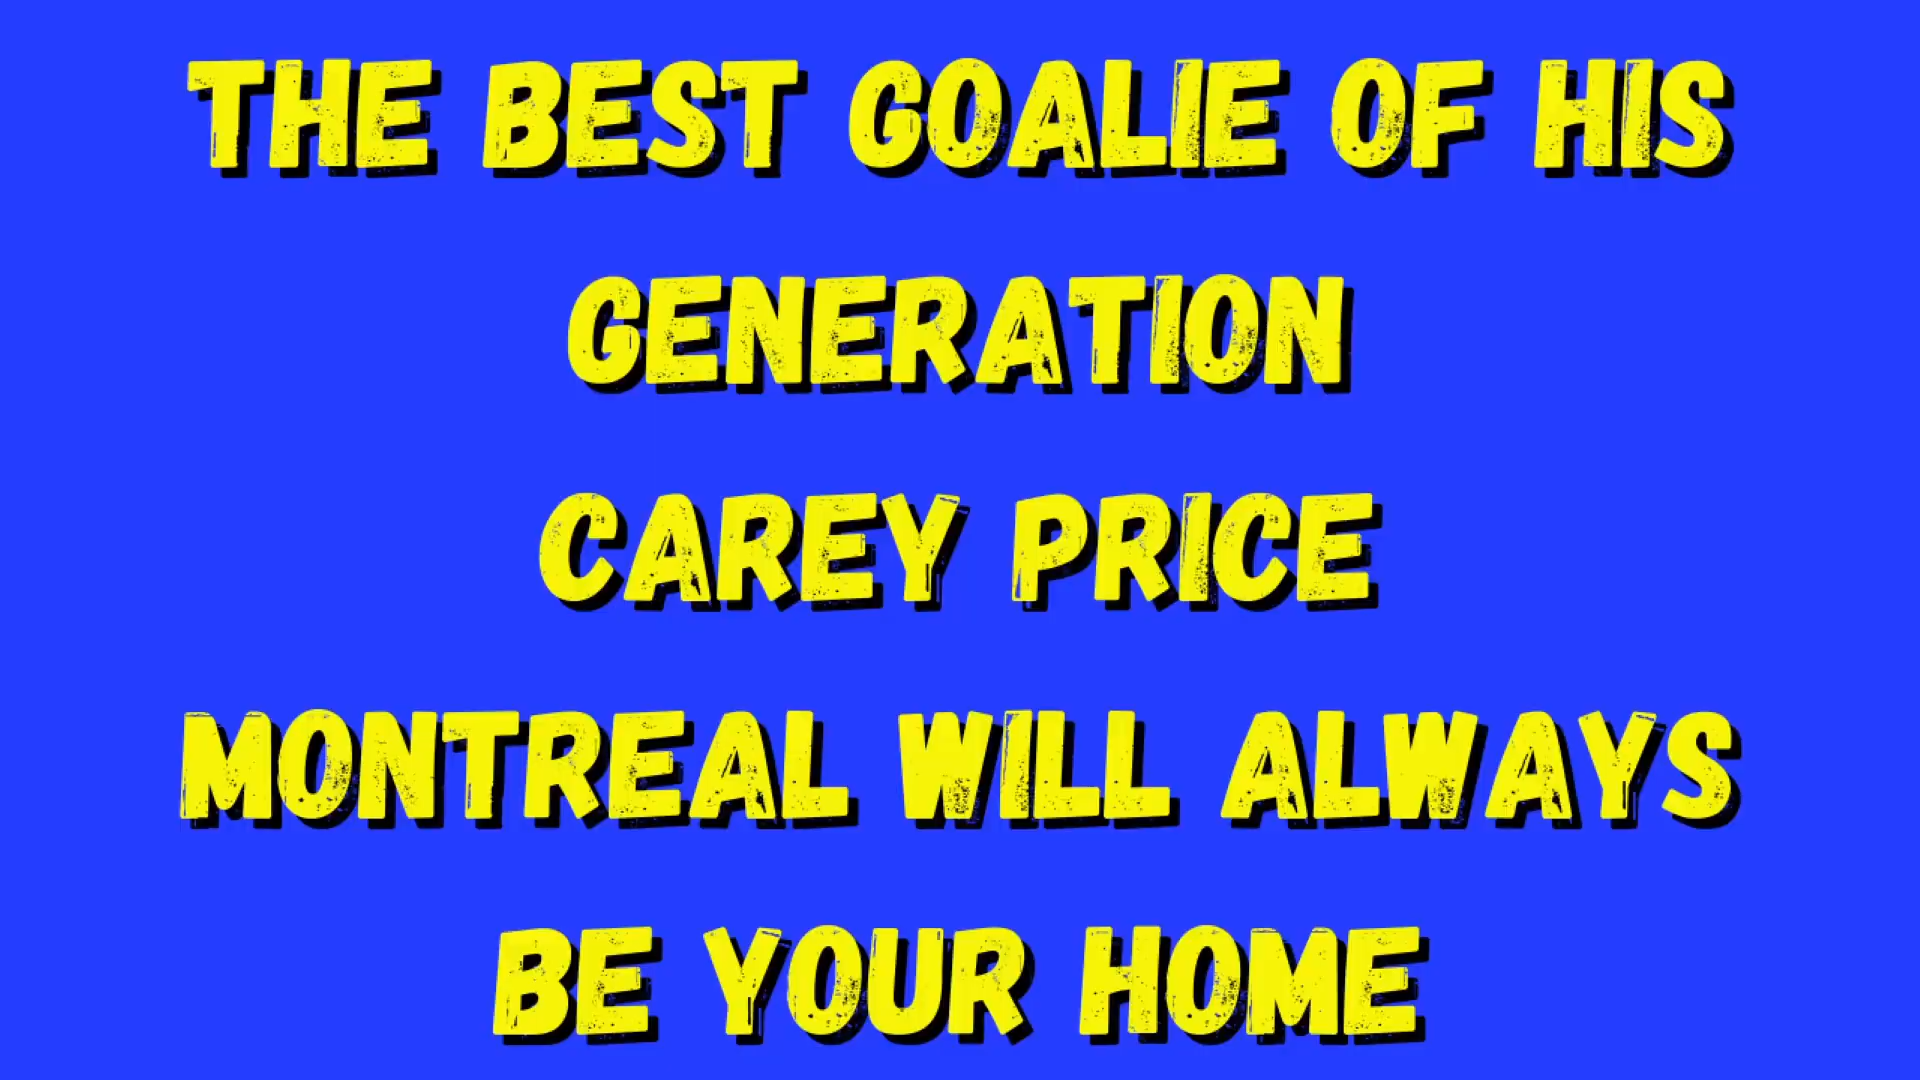 THE BEST GOALIE OF HIS
GENERATION
CAREY PRICE
MONTREAL WILL ALWAYS
BE YOUR HOME